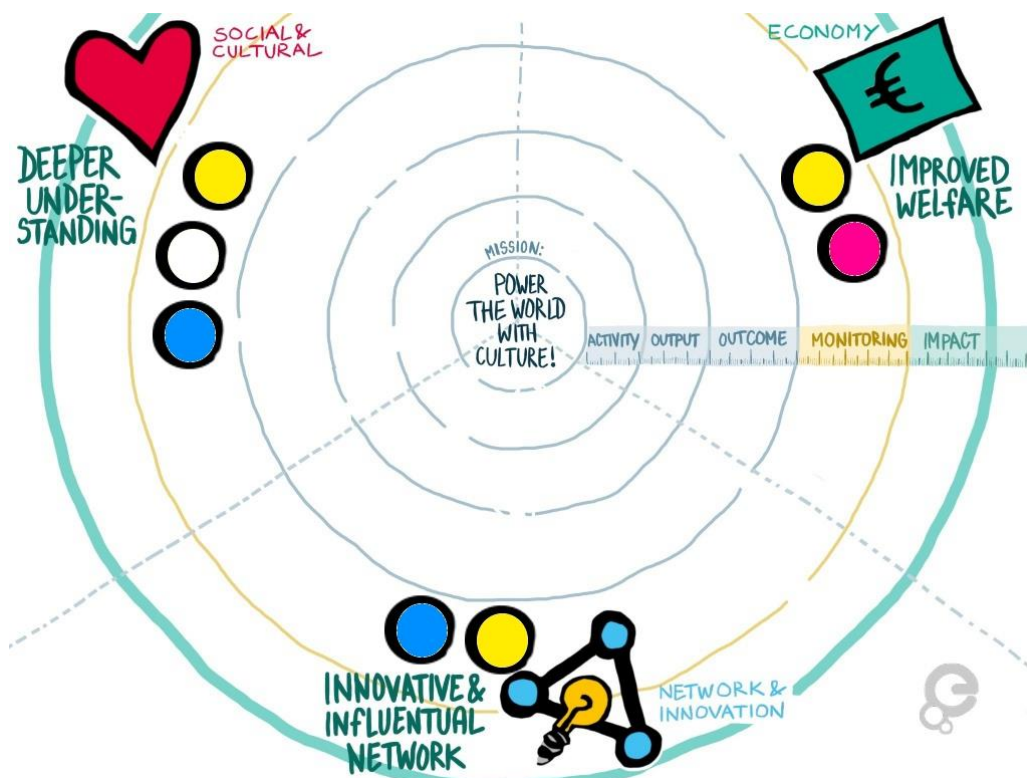 SOCIAL &
CULTURAL
ECONOMY
DEEPER
UNDER-
STANDING
IMPROVED
WELFARE
MISSION:
POWER
THE WORLD
WITH
CULTURE!
ACTIVITY OUTPUT OUTCOME MONITORING IMPACT
INNOVATIVE &
INFLUENTUAL
NETWORK
NETWORK &
INNOVATION
€
e